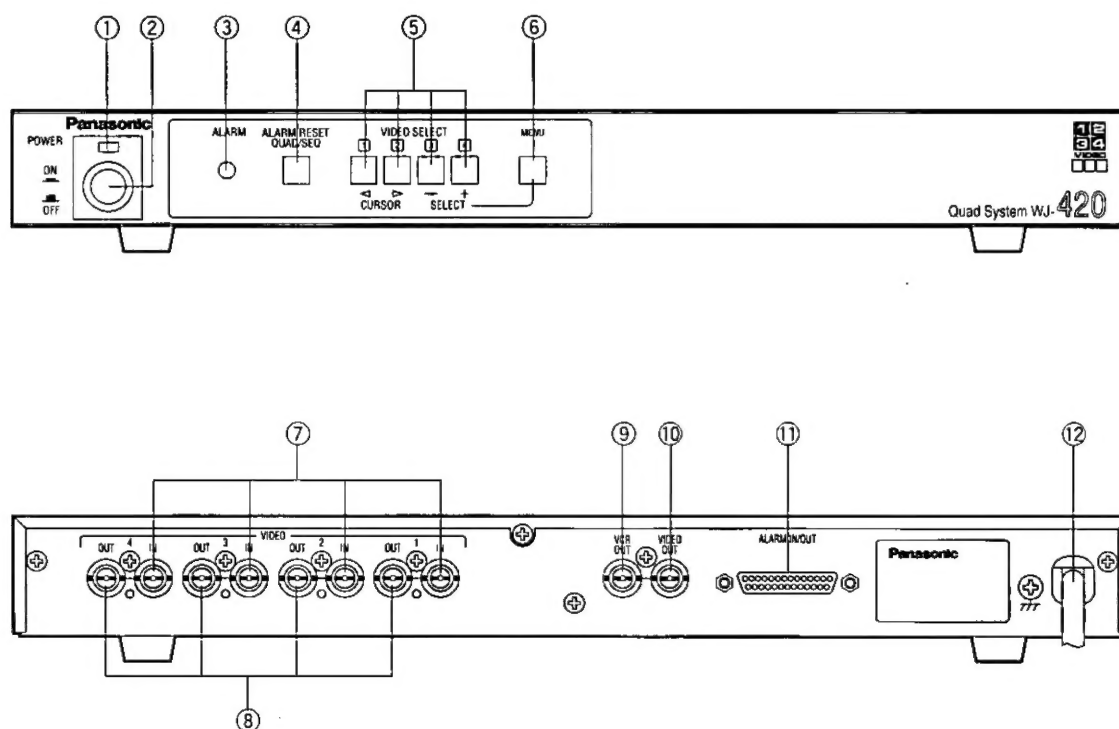 ① ② ③ ④ ⑤ ⑥
Panasonic
POWER
ON
OFF
ALARM
ALARM RESET
QUAD/SEQ
VIDEO SELECT
1 2 3 4
MENU
◁ ▷ − +
CURSOR SELECT
1 2
3 4
VIDEO
Quad System WJ-420
⑦ ⑨ ⑩ ⑪ ⑫
VIDEO
OUT 4 IN OUT 3 IN OUT 2 IN OUT 1 IN
VCR
OUT
VIDEO
OUT
ALARM IN/OUT
Panasonic
⑧